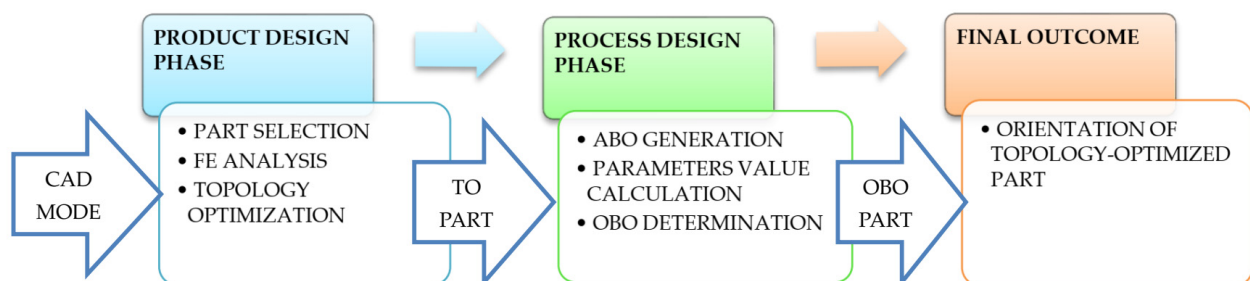 PRODUCT DESIGN
PHASE
PROCESS DESIGN
PHASE
FINAL OUTCOME
CAD
MODE
• PART SELECTION
• FE ANALYSIS
• TOPOLOGY
OPTIMIZATION
TO
PART
• ABO GENERATION
• PARAMETERS VALUE
CALCULATION
• OBO DETERMINATION
OBO
PART
• ORIENTATION OF
TOPOLOGY-OPTIMIZED
PART